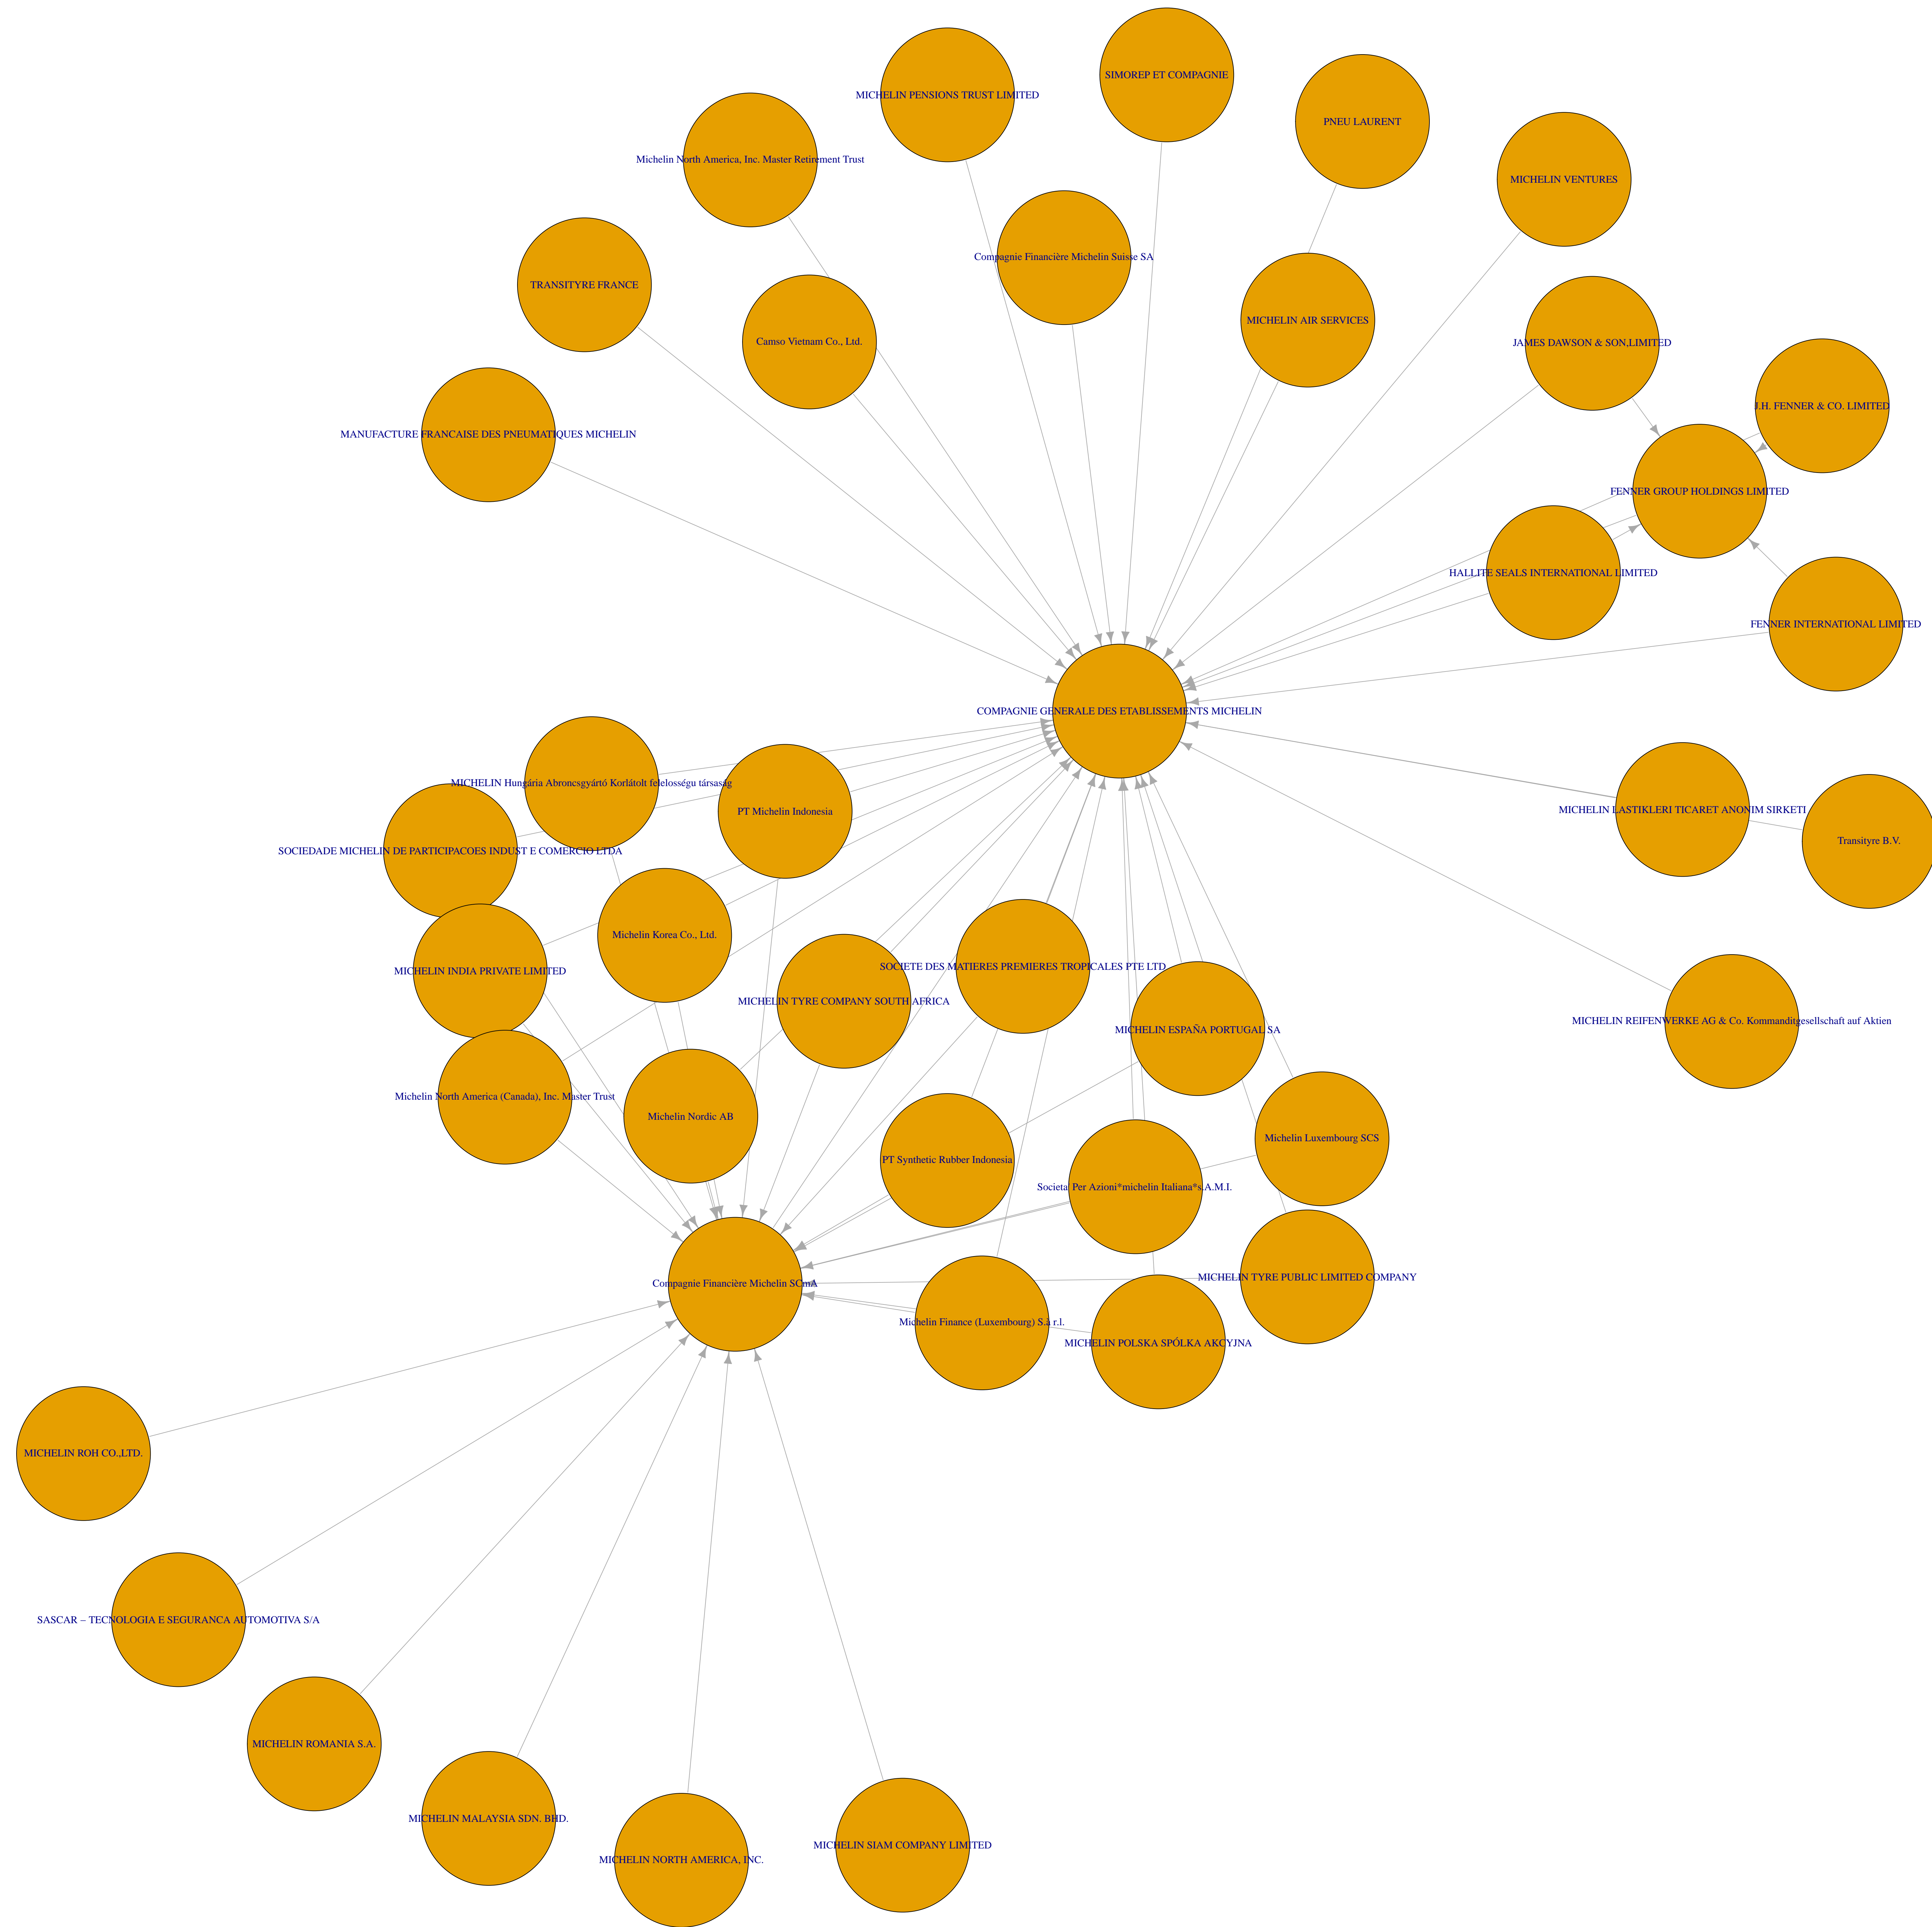 SIMOREP ET COMPAGNIE
MICHELIN PENSIONS TRUST LIMITED
PNEU LAURENT
Michelin North America, Inc. Master Retirement Trust
MICHELIN VENTURES
Compagnie Financière Michelin Suisse SA
TRANSITYRE FRANCE
MICHELIN AIR SERVICES
Camso Vietnam Co., Ltd.
JAMES DAWSON & SON,LIMITED
J.H. FENNER & CO. LIMITED
MANUFACTURE FRANCAISE DES PNEUMATIQUES MICHELIN
FENNER GROUP HOLDINGS LIMITED
HALLITE SEALS INTERNATIONAL LIMITED
FENNER INTERNATIONAL LIMITED
COMPAGNIE GENERALE DES ETABLISSEMENTS MICHELIN
MICHELIN Hungária Abroncsgyártó Korlátolt felelosségu társaság
PT Michelin Indonesia
MICHELIN LASTIKLERI TICARET ANONIM SIRKETI
Transityre B.V.
SOCIEDADE MICHELIN DE PARTICIPACOES INDUST E COMERCIO LTDA
Michelin Korea Co., Ltd.
SOCIETE DES MATIERES PREMIERES TROPICALES PTE LTD
MICHELIN INDIA PRIVATE LIMITED
MICHELIN TYRE COMPANY SOUTH AFRICA
MICHELIN REIFENWERKE AG & Co. Kommanditgesellschaft auf Aktien
MICHELIN ESPAÑA PORTUGAL SA
Michelin North America (Canada), Inc. Master Trust
Michelin Nordic AB
Michelin Luxembourg SCS
PT Synthetic Rubber Indonesia
Societa' Per Azioni*michelin Italiana*s.A.M.I.
MICHELIN TYRE PUBLIC LIMITED COMPANY
Compagnie Financière Michelin SCmA
Michelin Finance (Luxembourg) S.à r.l.
MICHELIN POLSKA SPÓLKA AKCYJNA
MICHELIN ROH CO.,LTD.
SASCAR – TECNOLOGIA E SEGURANCA AUTOMOTIVA S/A
MICHELIN ROMANIA S.A.
MICHELIN MALAYSIA SDN. BHD.
MICHELIN SIAM COMPANY LIMITED
MICHELIN NORTH AMERICA, INC.